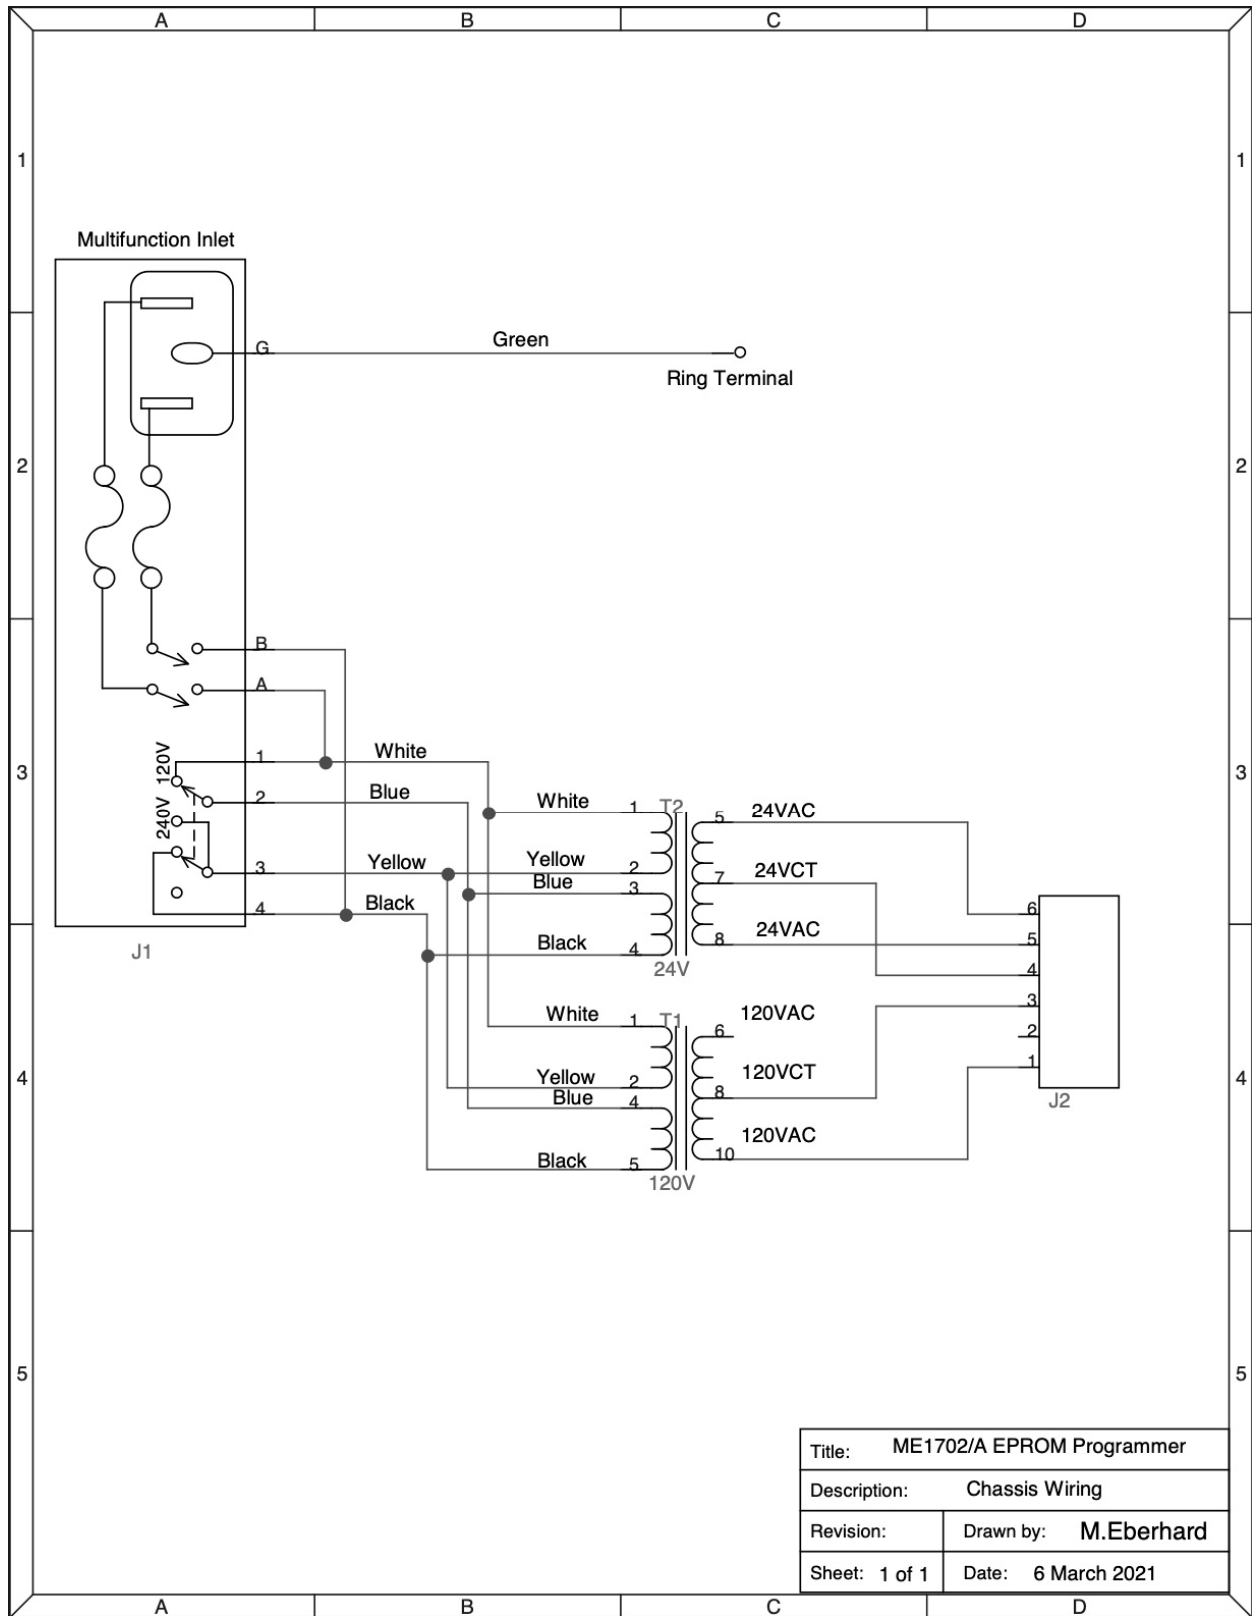 A B C D
1 1
Multifunction Inlet
G Green
Ring Terminal
2 2
B
A
120V 1 White
3 3
240V 2 Blue White 1 T2 5 24VAC
3 Yellow Yellow 2 7 24VCT
Blue 3
4 Black 6
J1 Black 4 8 24VAC 5
24V 4
White 1 T1 6 120VAC 3
2
4 Yellow 2 8 120VCT 1 4
Blue 4 J2
Black 5 10 120VAC
120V
5 5
Title: ME1702/A EPROM Programmer
Description: Chassis Wiring
Revision: Drawn by: M.Eberhard
Sheet: 1 of 1 Date: 6 March 2021
A B C D